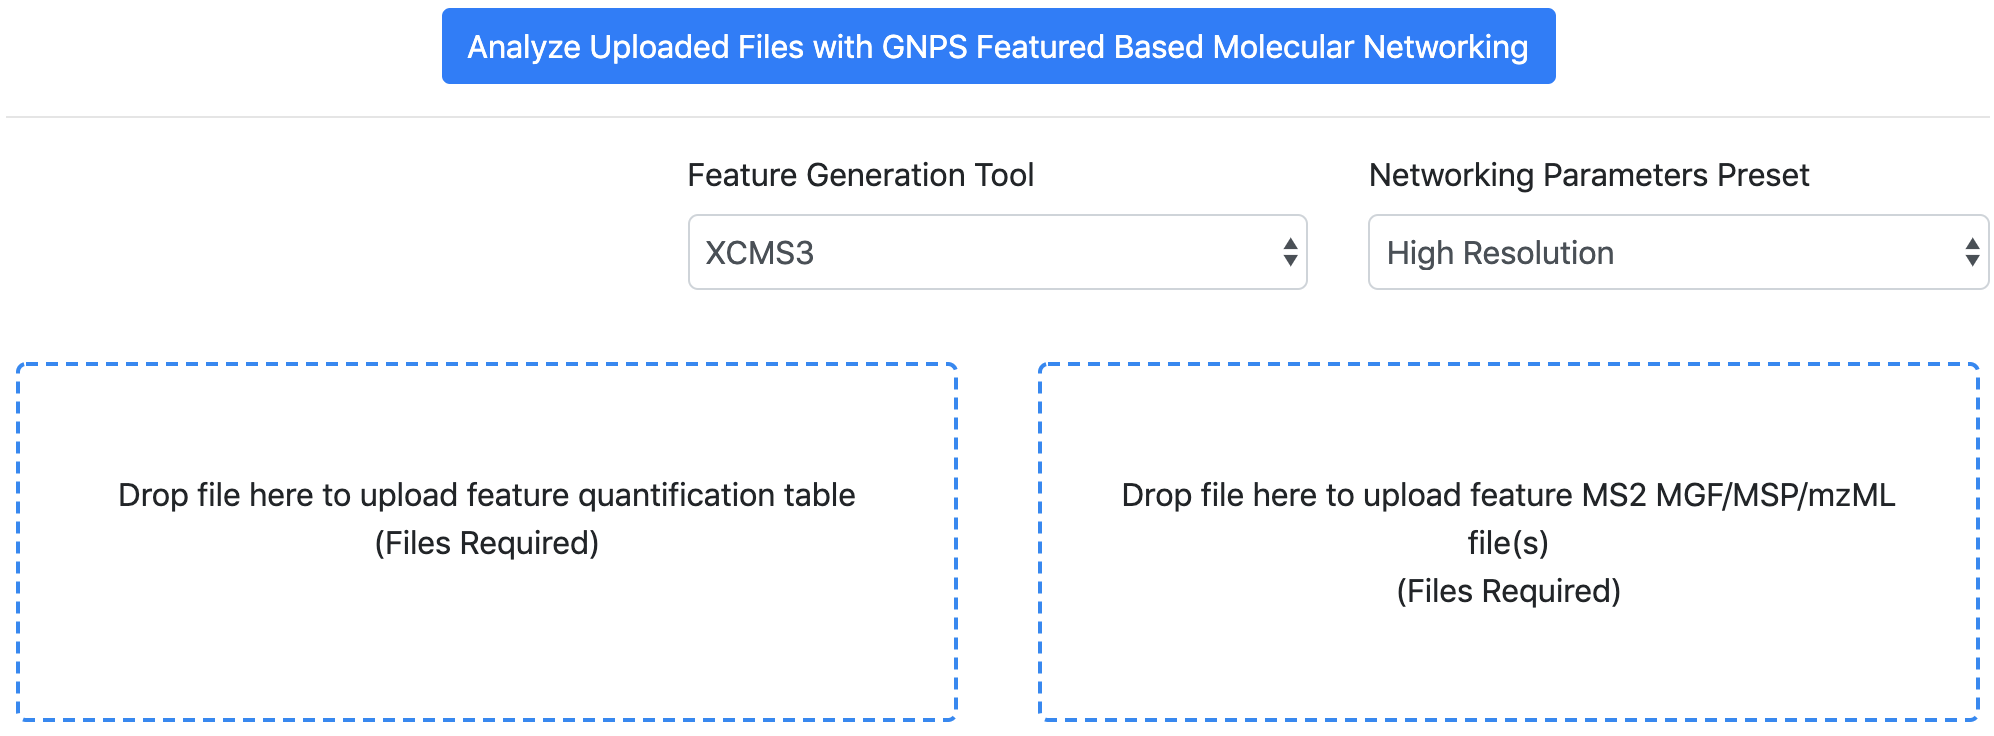 Analyze Uploaded Files with GNPS Featured Based Molecular Networking
Feature Generation Tool
Networking Parameters Preset
XCMS3
High Resolution
Drop file here to upload feature quantification table
(Files Required)
Drop file here to upload feature MS2 MGF/MSP/mzML
file(s)
(Files Required)